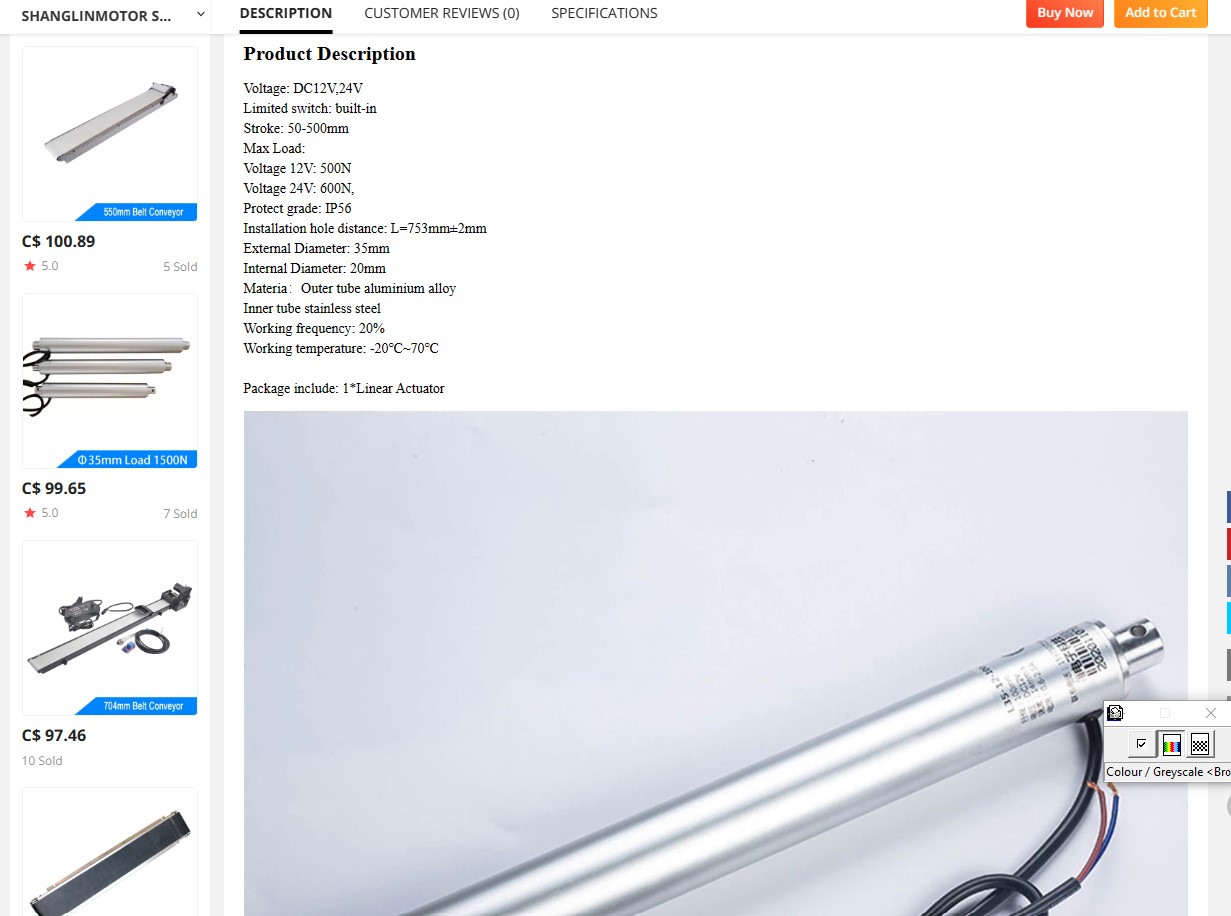 SHANGLINMOTOR S...
DESCRIPTION
CUSTOMER REVIEWS (0)
SPECIFICATIONS
Buy Now
Add to Cart
550mm Belt Conveyor
C$ 100.89
5.0
5 Sold
Φ35mm Load 1500N
C$ 99.65
5.0
7 Sold
704mm Belt Conveyor
C$ 97.46
10 Sold
Product Description
Voltage: DC12V,24V
Limited switch: built-in
Stroke: 50-500mm
Max Load:
Voltage 12V: 500N
Voltage 24V: 600N,
Protect grade: IP56
Installation hole distance: L=753mm±2mm
External Diameter: 35mm
Internal Diameter: 20mm
Materia： Outer tube aluminium alloy
Inner tube stainless steel
Working frequency: 20%
Working temperature: -20℃~70℃
Package include: 1*Linear Actuator
Colour / Greyscale <Bro